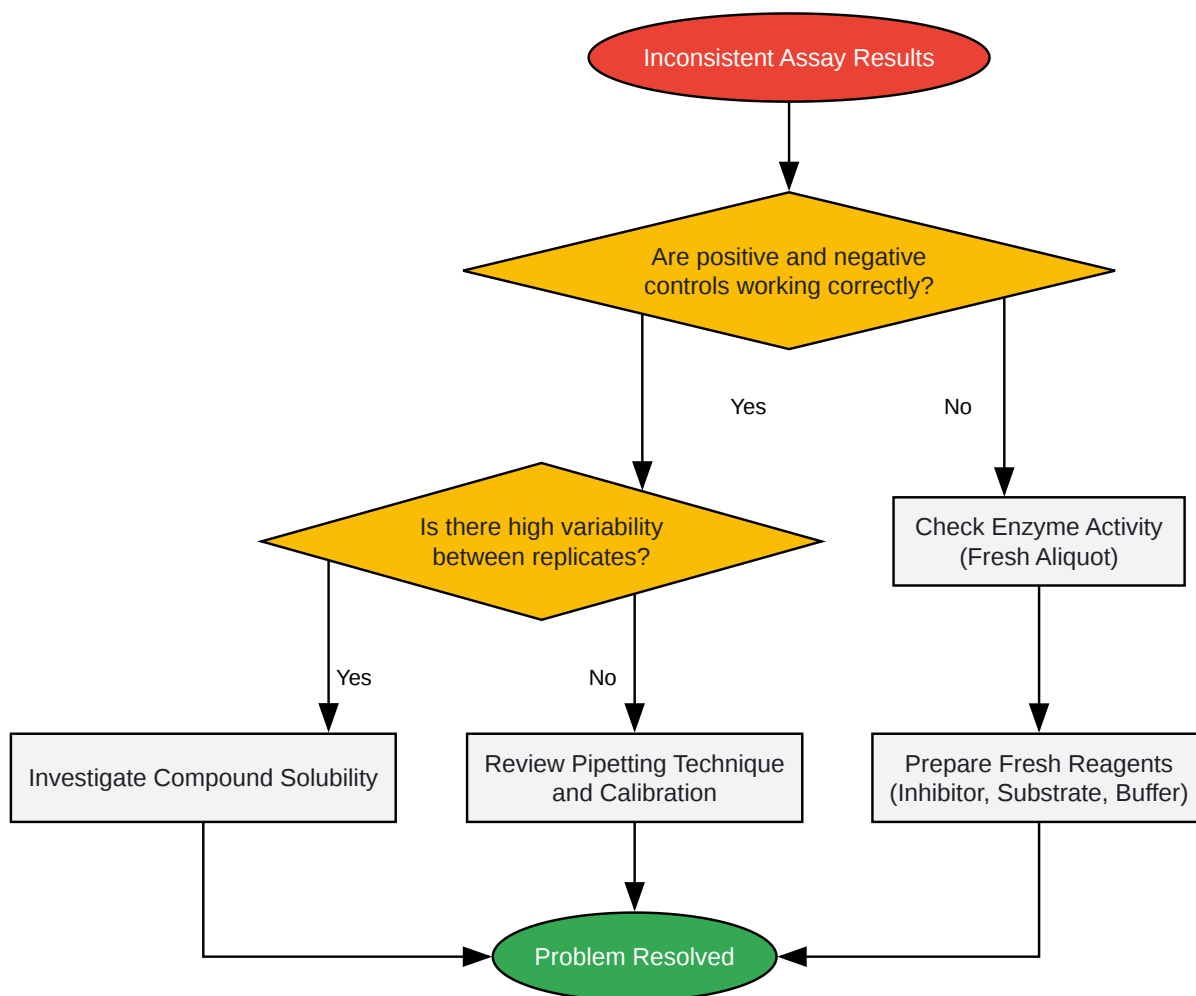 Inconsistent Assay Results
Are positive and negative
controls working correctly?
Yes
No
Is there high variability
between replicates?
Check Enzyme Activity
(Fresh Aliquot)
Yes
No
Investigate Compound Solubility
Review Pipetting Technique
and Calibration
Prepare Fresh Reagents
(Inhibitor, Substrate, Buffer)
Problem Resolved